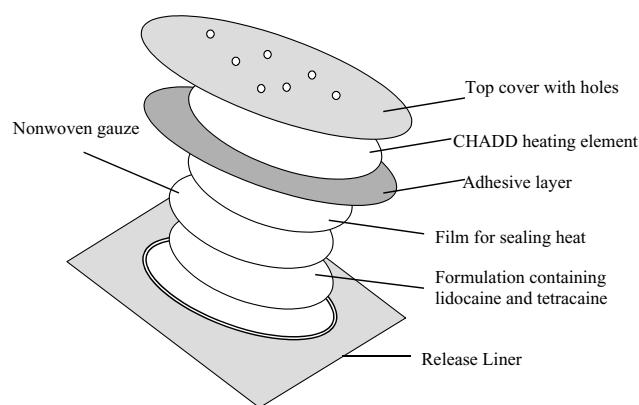 Top cover with holes
Nonwoven gauze
CHADD heating element
Adhesive layer
Film for sealing heat
Formulation containing
lidocaine and tetracaine
Release Liner